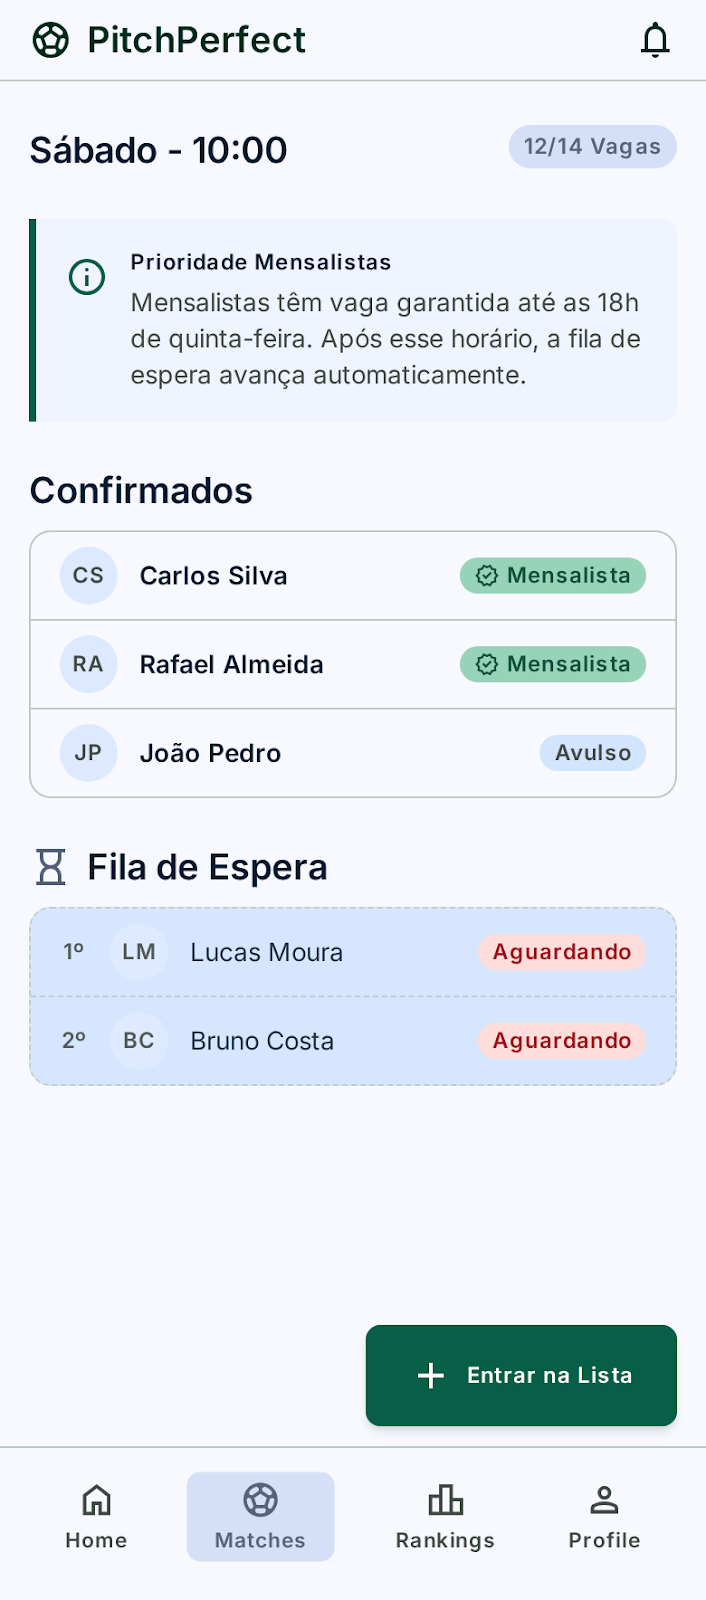 PitchPerfect
Sábado - 10:00
12/14 Vagas
Prioridade Mensalistas
Mensalistas têm vaga garantida até as 18h
de quinta-feira. Após esse horário, a fila de
espera avança automaticamente.
Confirmados
CS Carlos Silva Mensalista
RA Rafael Almeida Mensalista
JP João Pedro Avulso
Fila de Espera
1º LM Lucas Moura Aguardando
2º BC Bruno Costa Aguardando
Entrar na Lista
Home Matches Rankings Profile